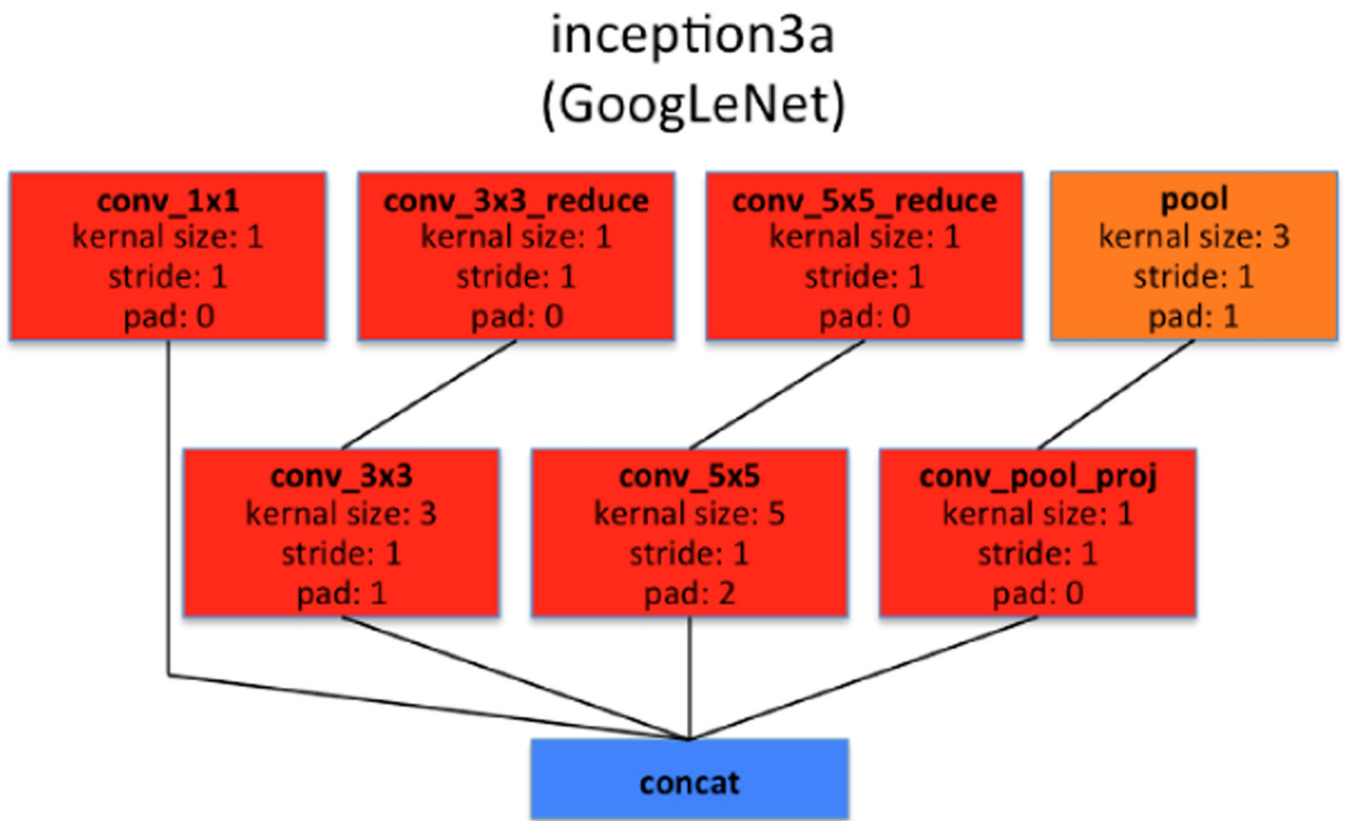 inception3a
(GoogLeNet)
conv_1x1
kernal size: 1
stride: 1
pad: 0
conv_3x3_reduce
kernal size: 1
stride: 1
pad: 0
conv_5x5_reduce
kernal size: 1
stride: 1
pad: 0
pool
kernal size: 3
stride: 1
pad: 1
conv_3x3
kernal size: 3
stride: 1
pad: 1
conv_5x5
kernal size: 5
stride: 1
pad: 2
conv_pool_proj
kernal size: 1
stride: 1
pad: 0
concat